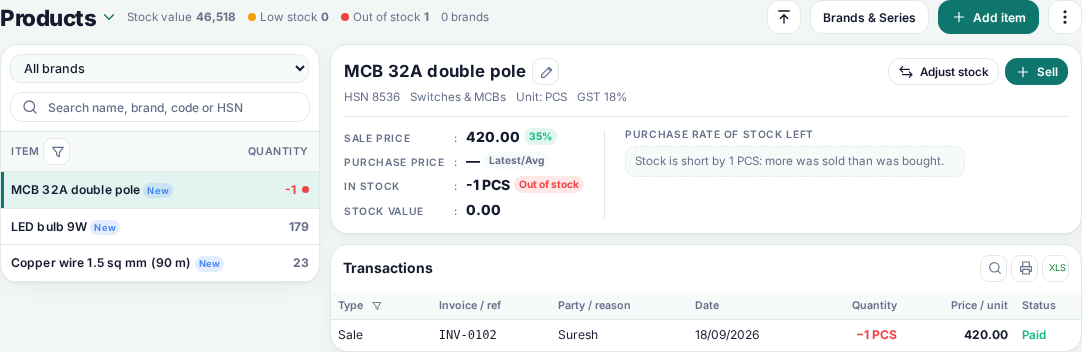 Products Stock value 46,518 Low stock 0 Out of stock 1 0 brands Brands & Series + Add item
All brands
Search name, brand, code or HSN
ITEM QUANTITY
MCB 32A double pole New -1
LED bulb 9W New 179
Copper wire 1.5 sq mm (90 m) New 23
MCB 32A double pole Adjust stock + Sell
HSN 8536 Switches & MCBs Unit: PCS GST 18%
SALE PRICE : 420.00 35%
PURCHASE PRICE : — Latest/Avg
IN STOCK : -1 PCS Out of stock
STOCK VALUE : 0.00
PURCHASE RATE OF STOCK LEFT
Stock is short by 1 PCS: more was sold than was bought.
Transactions XLS
Type Invoice / ref Party / reason Date Quantity Price / unit Status
Sale INV-0102 Suresh 18/09/2026 −1 PCS 420.00 Paid